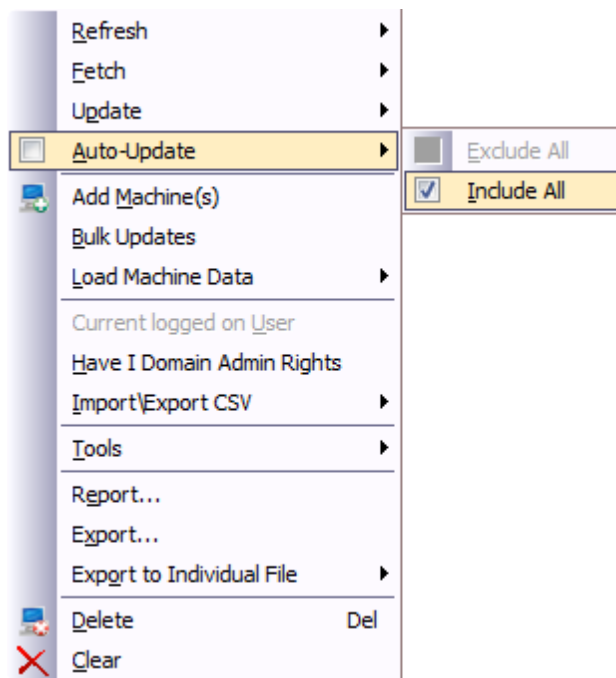 Refresh
Fetch
Update
Auto-Update
Exclude All
Include All
Add Machine(s)
Bulk Updates
Load Machine Data
Current logged on User
Have I Domain Admin Rights
Import\Export CSV
Tools
Report...
Export...
Export to Individual File
Delete Del
Clear